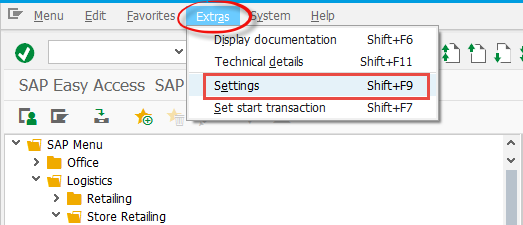 Menu Edit Favorites Extras System Help
Display documentation Shift+F6
Technical details Shift+F11
Settings Shift+F9
Set start transaction Shift+F7
SAP Easy Access SAP
SAP Menu
Office
Logistics
Retailing
Store Retailing